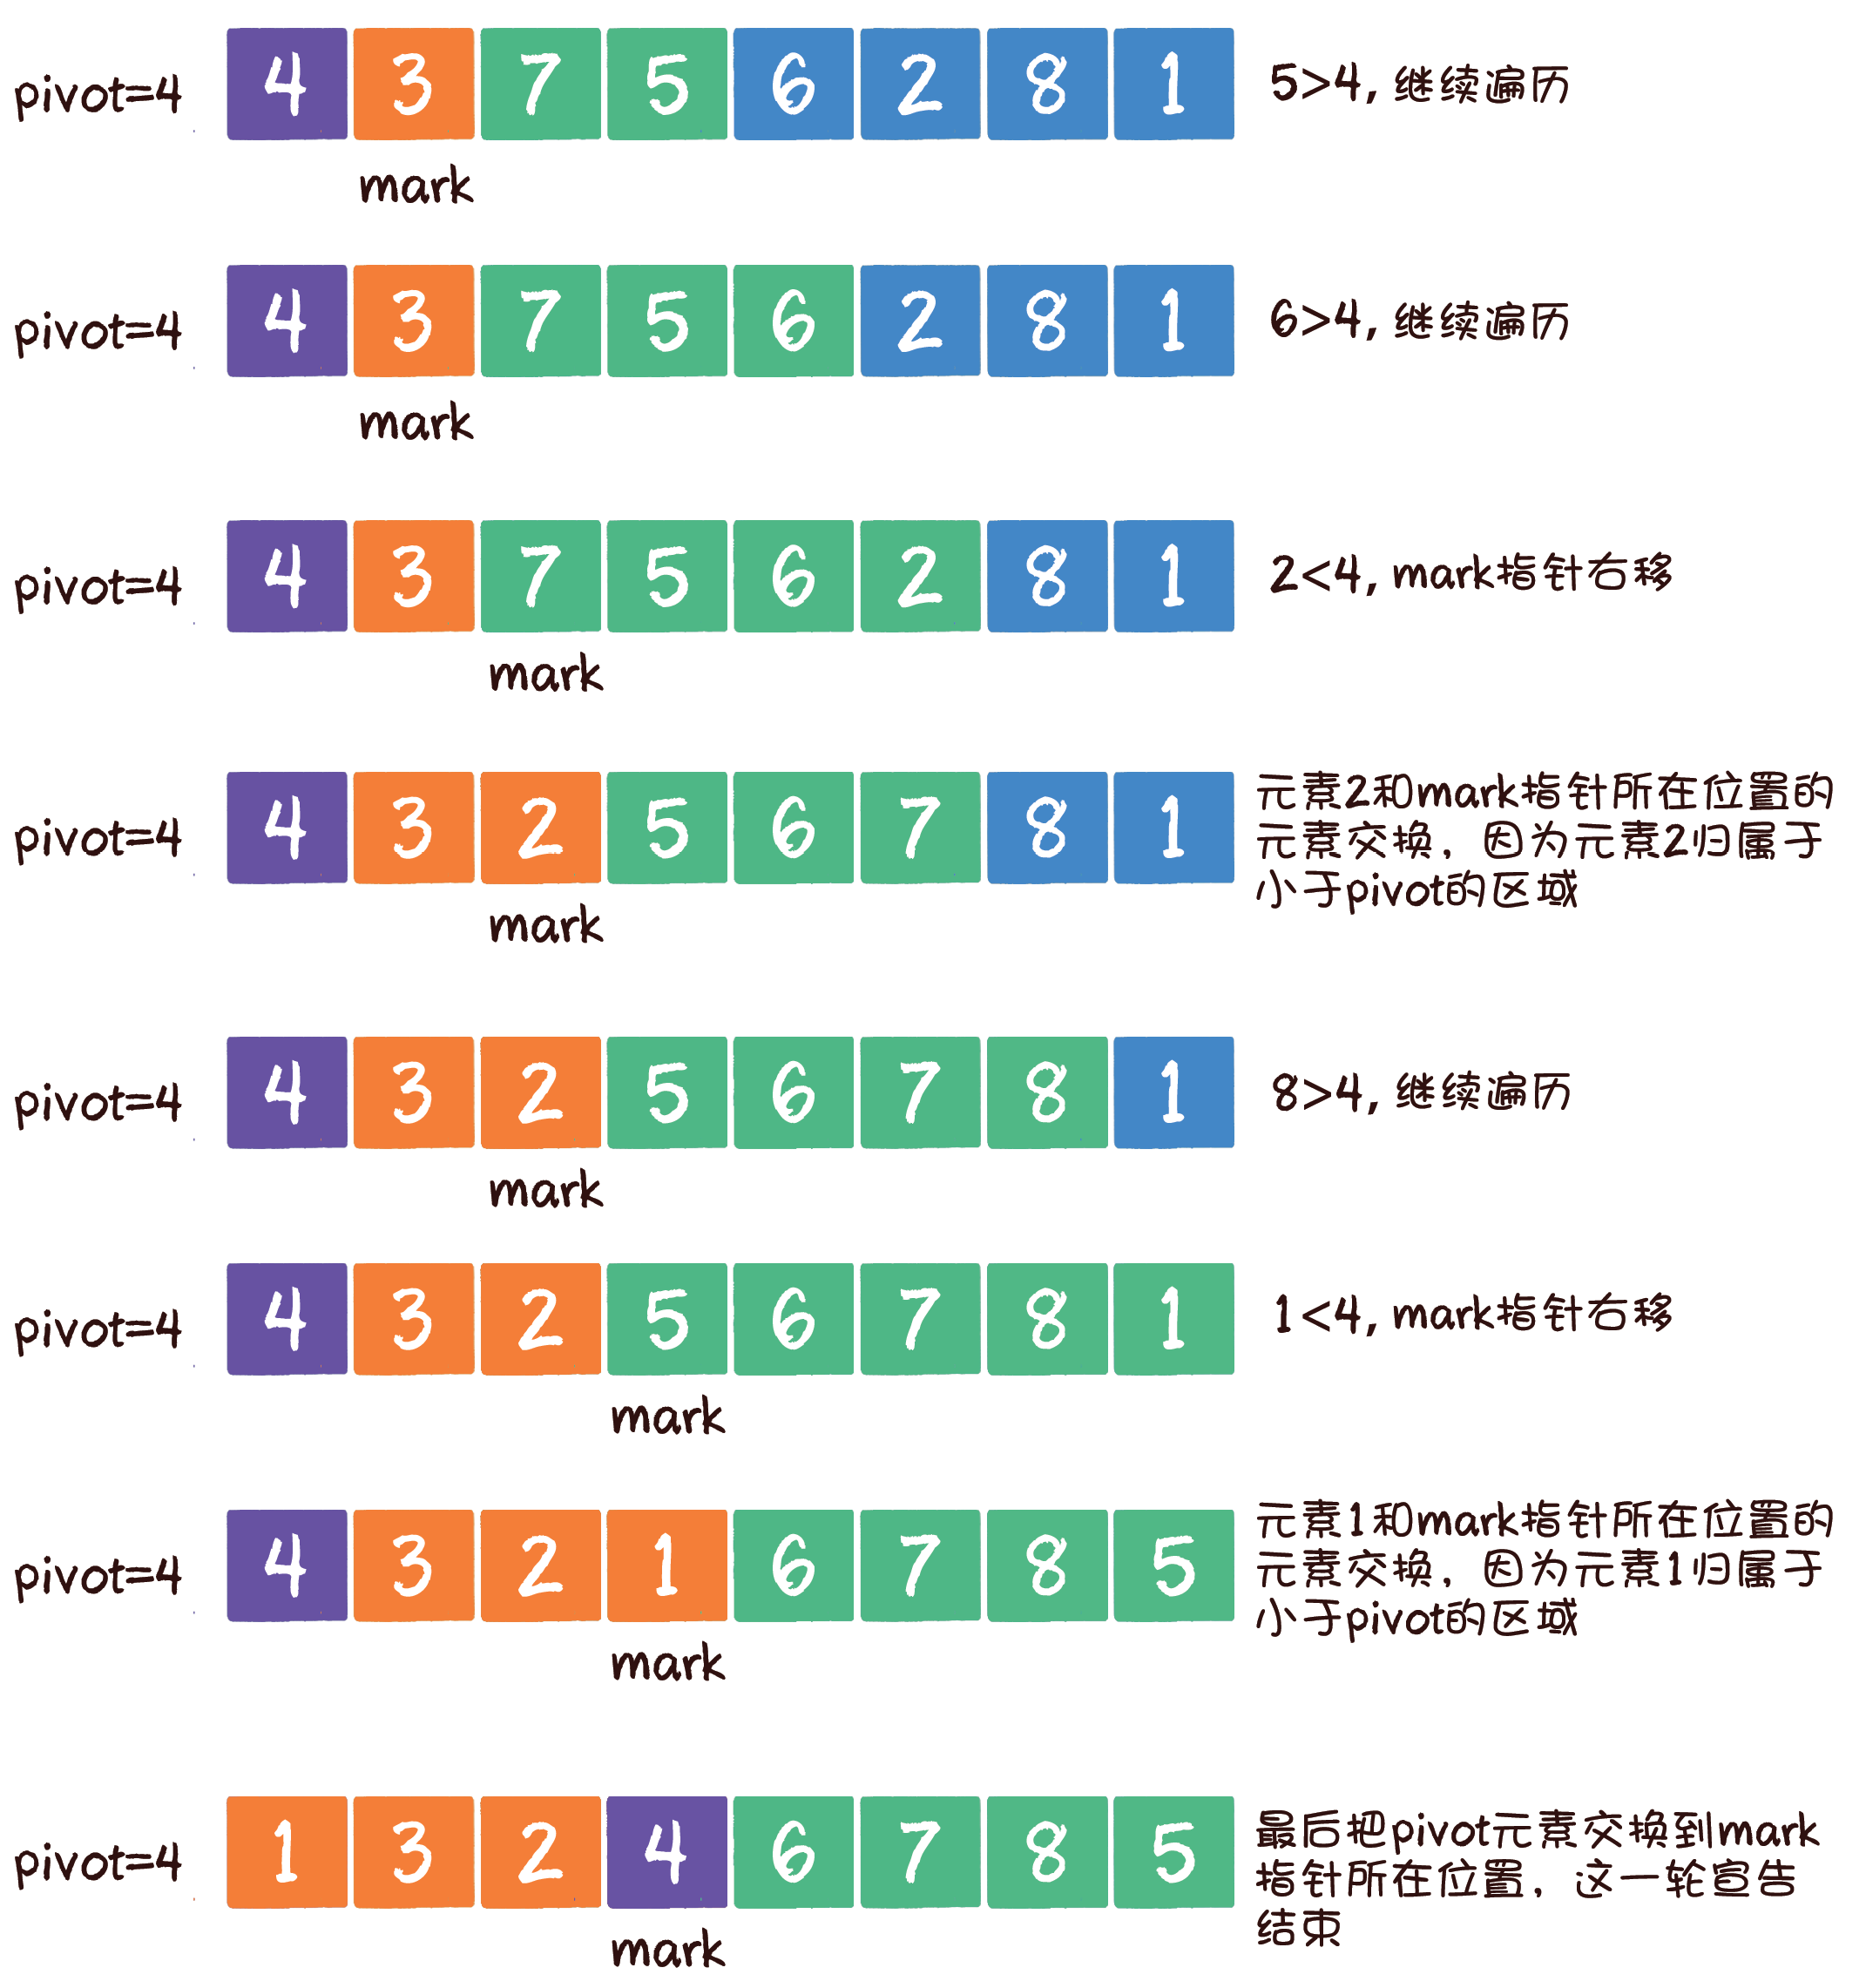 pivot=4 4 3 7 5 6 2 8 1 5>4, 继续遍历
mark
pivot=4 4 3 7 5 6 2 8 1 6>4, 继续遍历
mark
pivot=4 4 3 7 5 6 2 8 1 2<4, mark指针右移
mark
pivot=4 4 3 2 5 6 7 8 1
元素2和mark指针所在位置的
元素交换，因为元素2归属于
小于pivot的区域
mark
pivot=4 4 3 2 5 6 7 8 1 8>4, 继续遍历
mark
pivot=4 4 3 2 5 6 7 8 1 1<4, mark指针右移
mark
pivot=4 4 3 2 1 6 7 8 5
元素1和mark指针所在位置的
元素交换，因为元素1归属于
小于pivot的区域
mark
pivot=4 1 3 2 4 6 7 8 5
最后把pivot元素交换到mark
指针所在位置，这一轮宣告
结束
mark